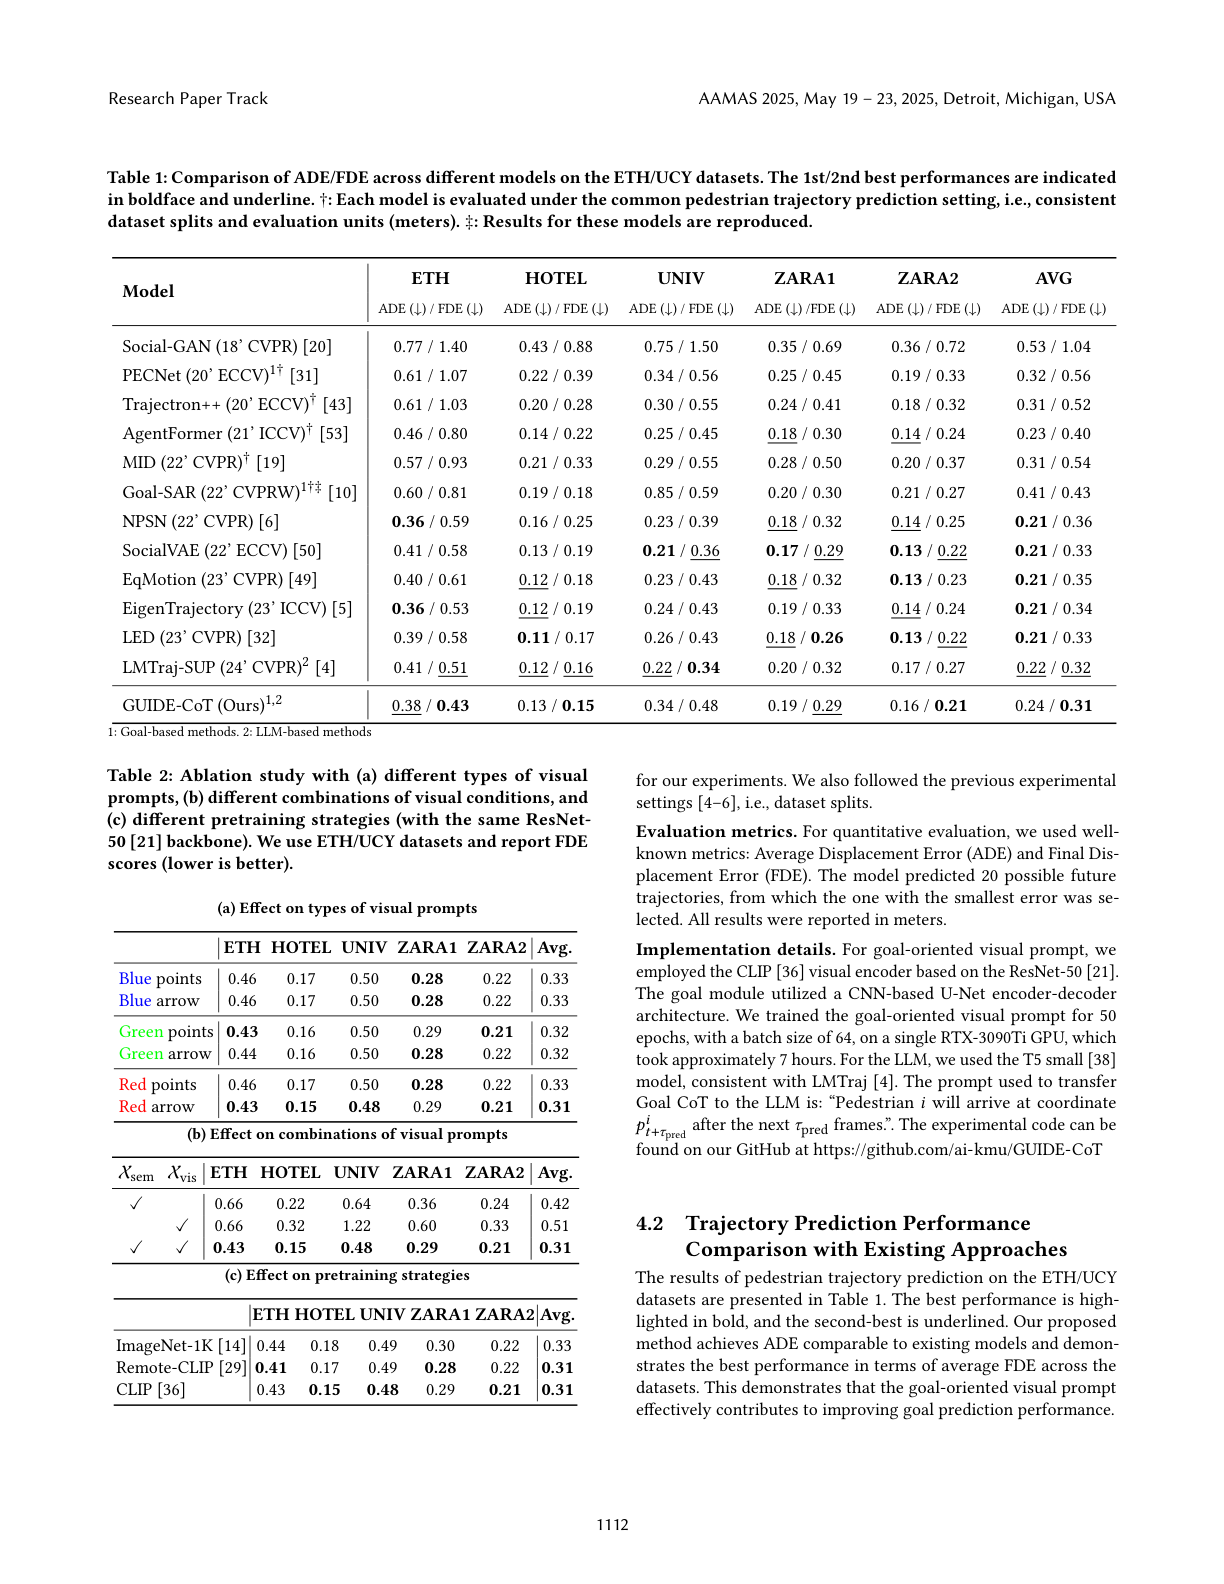 Research Paper Track
AAMAS 2025, May 19 – 23, 2025, Detroit, Michigan, USA
Table 1: Comparison of ADE/FDE across different models on the ETH/UCY datasets. The 1st/2nd best performances are indicated
in boldface and underline. †: Each model is evaluated under the common pedestrian trajectory prediction setting, i.e., consistent
dataset splits and evaluation units (meters). ‡: Results for these models are reproduced.
Model ETH HOTEL UNIV ZARA1 ZARA2 AVG
ADE (↓) / FDE (↓) ADE (↓) / FDE (↓) ADE (↓) / FDE (↓) ADE (↓) /FDE (↓) ADE (↓) / FDE (↓) ADE (↓) / FDE (↓)
Social-GAN (18' CVPR) [20] 0.77 / 1.40 0.43 / 0.88 0.75 / 1.50 0.35 / 0.69 0.36 / 0.72 0.53 / 1.04
PECNet (20' ECCV)1† [31] 0.61 / 1.07 0.22 / 0.39 0.34 / 0.56 0.25 / 0.45 0.19 / 0.33 0.32 / 0.56
Trajectron++ (20' ECCV)† [43] 0.61 / 1.03 0.20 / 0.28 0.30 / 0.55 0.24 / 0.41 0.18 / 0.32 0.31 / 0.52
AgentFormer (21' ICCV)† [53] 0.46 / 0.80 0.14 / 0.22 0.25 / 0.45 0.18 / 0.30 0.14 / 0.24 0.23 / 0.40
MID (22' CVPR)† [19] 0.57 / 0.93 0.21 / 0.33 0.29 / 0.55 0.28 / 0.50 0.20 / 0.37 0.31 / 0.54
Goal-SAR (22' CVPRW)1†‡ [10] 0.60 / 0.81 0.19 / 0.18 0.85 / 0.59 0.20 / 0.30 0.21 / 0.27 0.41 / 0.43
NPSN (22' CVPR) [6] 0.36 / 0.59 0.16 / 0.25 0.23 / 0.39 0.18 / 0.32 0.14 / 0.25 0.21 / 0.36
SocialVAE (22' ECCV) [50] 0.41 / 0.58 0.13 / 0.19 0.21 / 0.36 0.17 / 0.29 0.13 / 0.22 0.21 / 0.33
EqMotion (23' CVPR) [49] 0.40 / 0.61 0.12 / 0.18 0.23 / 0.43 0.18 / 0.32 0.13 / 0.23 0.21 / 0.35
EigenTrajectory (23' ICCV) [5] 0.36 / 0.53 0.12 / 0.19 0.24 / 0.43 0.19 / 0.33 0.14 / 0.24 0.21 / 0.34
LED (23' CVPR) [32] 0.39 / 0.58 0.11 / 0.17 0.26 / 0.43 0.18 / 0.26 0.13 / 0.22 0.21 / 0.33
LMTraj-SUP (24' CVPR)2 [4] 0.41 / 0.51 0.12 / 0.16 0.22 / 0.34 0.20 / 0.32 0.17 / 0.27 0.22 / 0.32
GUIDE-CoT (Ours)1,2 0.38 / 0.43 0.13 / 0.15 0.34 / 0.48 0.19 / 0.29 0.16 / 0.21 0.24 / 0.31
1: Goal-based methods. 2: LLM-based methods
Table 2: Ablation study with (a) different types of visual
prompts, (b) different combinations of visual conditions, and
(c) different pretraining strategies (with the same ResNet-
50 [21] backbone). We use ETH/UCY datasets and report FDE
scores (lower is better).
(a) Effect on types of visual prompts
ETH HOTEL UNIV ZARA1 ZARA2 Avg.
Blue points 0.46 0.17 0.50 0.28 0.22 0.33
Blue arrow 0.46 0.17 0.50 0.28 0.22 0.33
Green points 0.43 0.16 0.50 0.29 0.21 0.32
Green arrow 0.44 0.16 0.50 0.28 0.22 0.32
Red points 0.46 0.17 0.50 0.28 0.22 0.33
Red arrow 0.43 0.15 0.48 0.29 0.21 0.31
(b) Effect on combinations of visual prompts
Xsem Xvis ETH HOTEL UNIV ZARA1 ZARA2 Avg.
✓ 0.66 0.22 0.64 0.36 0.24 0.42
✓ 0.66 0.32 1.22 0.60 0.33 0.51
✓ ✓ 0.43 0.15 0.48 0.29 0.21 0.31
(c) Effect on pretraining strategies
ETH HOTEL UNIV ZARA1 ZARA2 Avg.
ImageNet-1K [14] 0.44 0.18 0.49 0.30 0.22 0.33
Remote-CLIP [29] 0.41 0.17 0.49 0.28 0.22 0.31
CLIP [36] 0.43 0.15 0.48 0.29 0.21 0.31
for our experiments. We also followed the previous experimental
settings [4–6], i.e., dataset splits.
Evaluation metrics. For quantitative evaluation, we used well-
known metrics: Average Displacement Error (ADE) and Final Dis-
placement Error (FDE). The model predicted 20 possible future
trajectories, from which the one with the smallest error was se-
lected. All results were reported in meters.
Implementation details. For goal-oriented visual prompt, we
employed the CLIP [36] visual encoder based on the ResNet-50 [21].
The goal module utilized a CNN-based U-Net encoder-decoder
architecture. We trained the goal-oriented visual prompt for 50
epochs, with a batch size of 64, on a single RTX-3090Ti GPU, which
took approximately 7 hours. For the LLM, we used the T5 small [38]
model, consistent with LMTraj [4]. The prompt used to transfer
Goal CoT to the LLM is: “Pedestrian i will arrive at coordinate
p^i_{t+τpred} after the next τpred frames.”. The experimental code can be
found on our GitHub at https://github.com/ai-kmu/GUIDE-CoT
4.2 Trajectory Prediction Performance
Comparison with Existing Approaches
The results of pedestrian trajectory prediction on the ETH/UCY
datasets are presented in Table 1. The best performance is high-
lighted in bold, and the second-best is underlined. Our proposed
method achieves ADE comparable to existing models and demon-
strates the best performance in terms of average FDE across the
datasets. This demonstrates that the goal-oriented visual prompt
effectively contributes to improving goal prediction performance.
1112